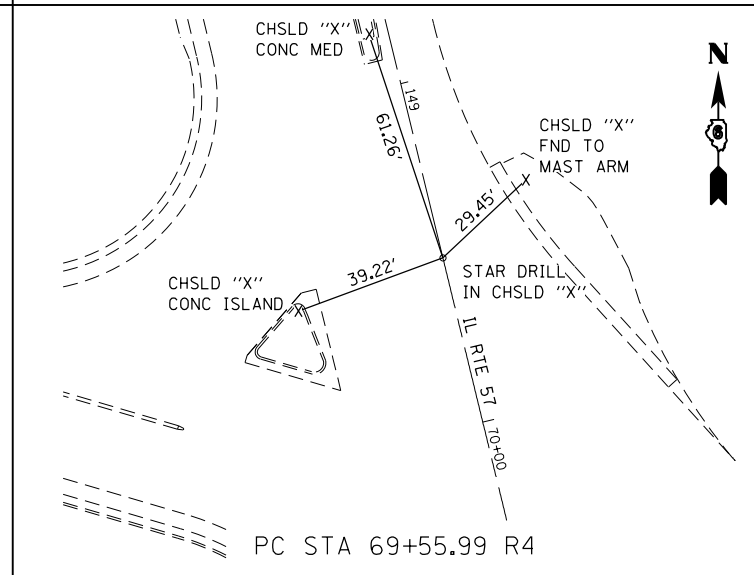 CHSLD "X"
CONC MED
N
149
6
61.26'
CHSLD "X"
FND TO
MAST ARM
29.45'
39.22'
STAR DRILL
IN CHSLD "X"
CHSLD "X"
CONC ISLAND
IL RTE 57
70+00
PC STA 69+55.99 R4